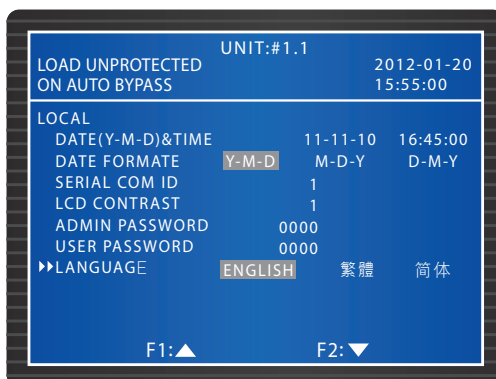 UNIT:#1.1
LOAD UNPROTECTED 2012-01-20
ON AUTO BYPASS 15:55:00
LOCAL
DATE(Y-M-D)&TIME 11-11-10 16:45:00
DATE FORMATE Y-M-D M-D-Y D-M-Y
SERIAL COM ID 1
LCD CONTRAST 1
ADMIN PASSWORD 0000
USER PASSWORD 0000
LANGUAGE ENGLISH 繁體 简体
F1:▲ F2:▼